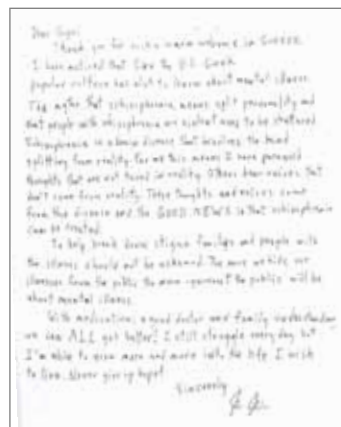 Dear
Thank you for such a warm welcome in Greece.
I have noticed that like the U.S. Greek
popular culture has alot to learn about mental illness.
The myths that schizophrenia means split personality and
that people with schizophrenia are violent need to be shattered.
Schizophrenia is a brain disease that involves the mind
splitting from reality. For me this means I have paranoid
thoughts that are not based in reality. Others hear voices that
don't come from reality. These thoughts and voices come
from the disease and the GOOD NEWS is that schizophrenia
can be treated.
To help break down stigma families and people with
the illness should not be ashamed. The more we hide our
illnesses from the public the more ignorant the public will be
about mental illness.
With medication, a good doctor and family understanding
we can ALL get better! I still struggle every day but
I'm able to grow more and more into the life I wish
to live. Never give up hope!
Sincerely